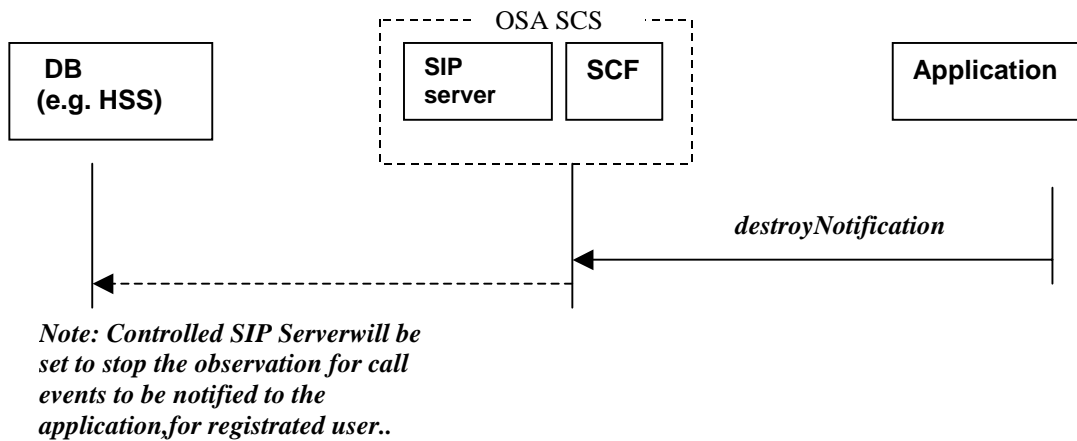 OSA SCS
DB
(e.g. HSS)
SIP
server
SCF
Application
destroyNotification
Note: Controlled SIP Serverwill be
set to stop the observation for call
events to be notified to the
application,for registrated user..